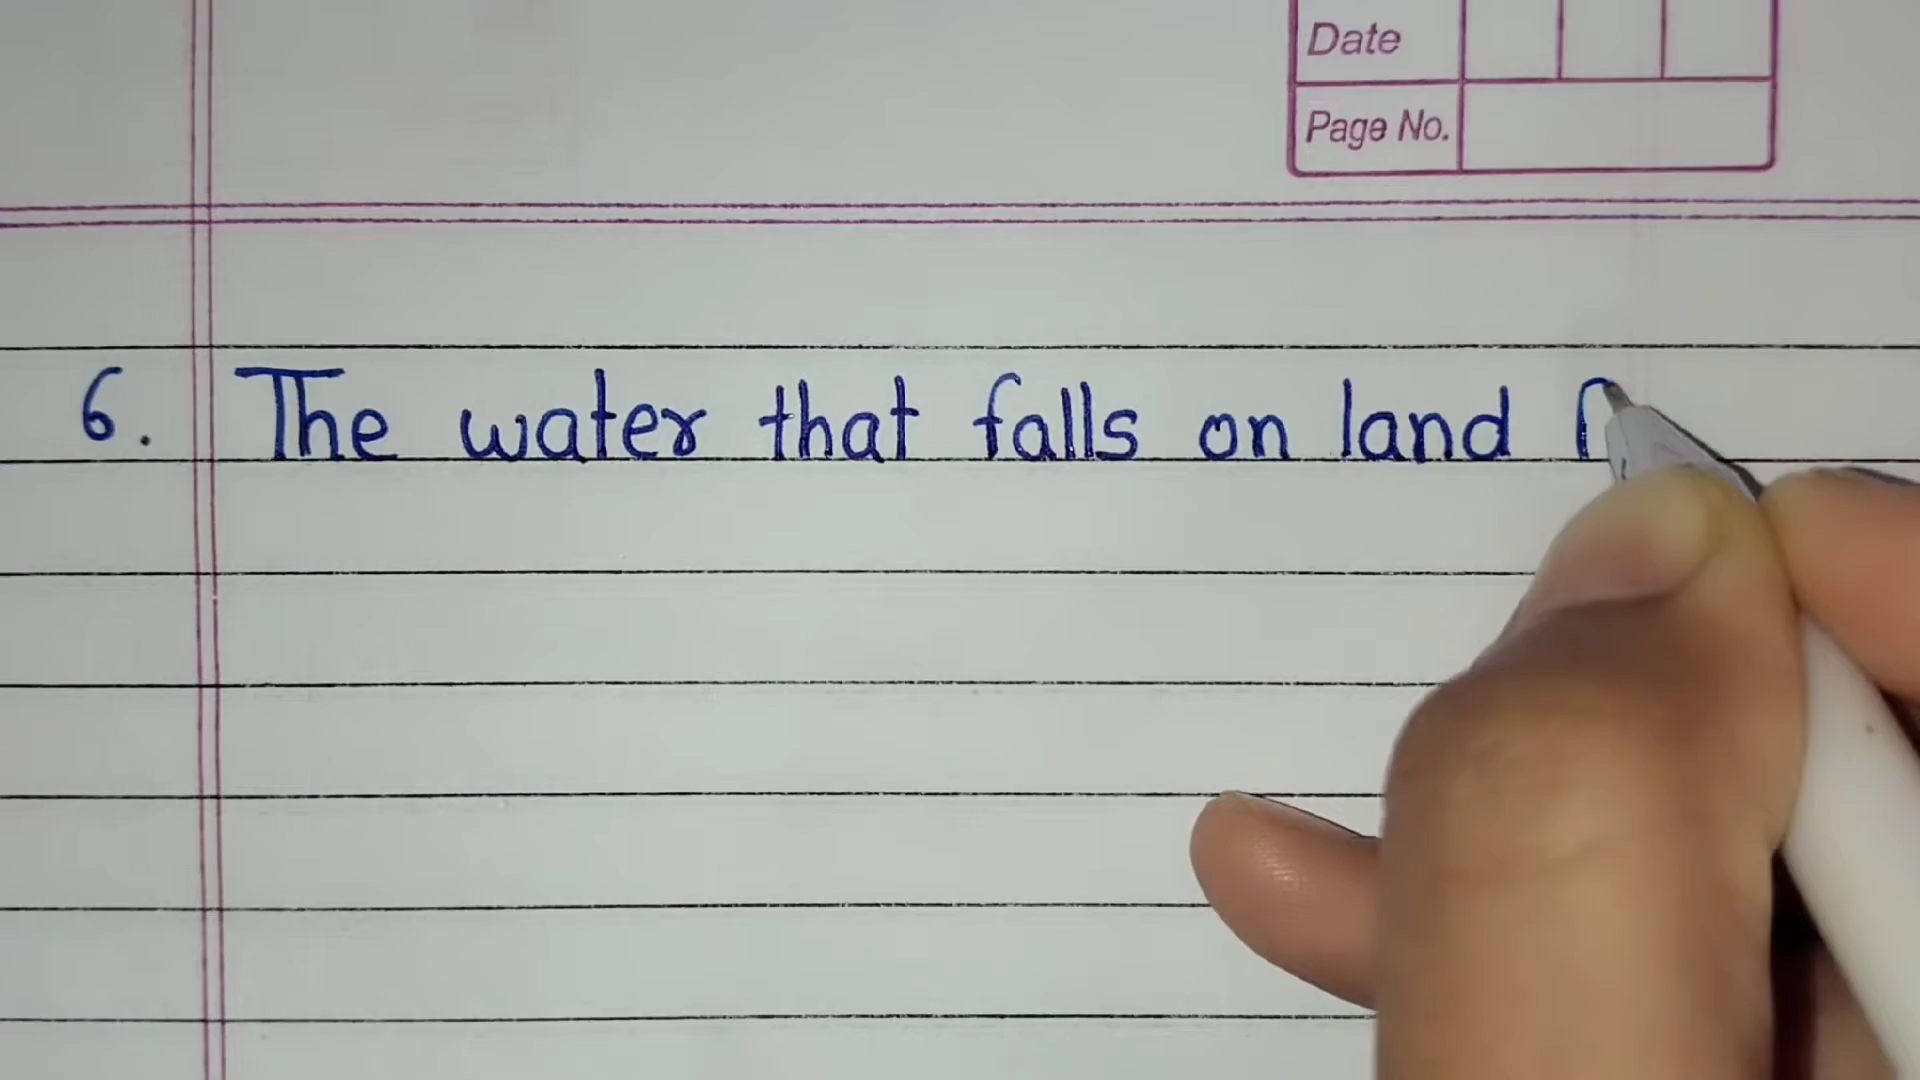 Date
Page No.
6. The water that falls on land